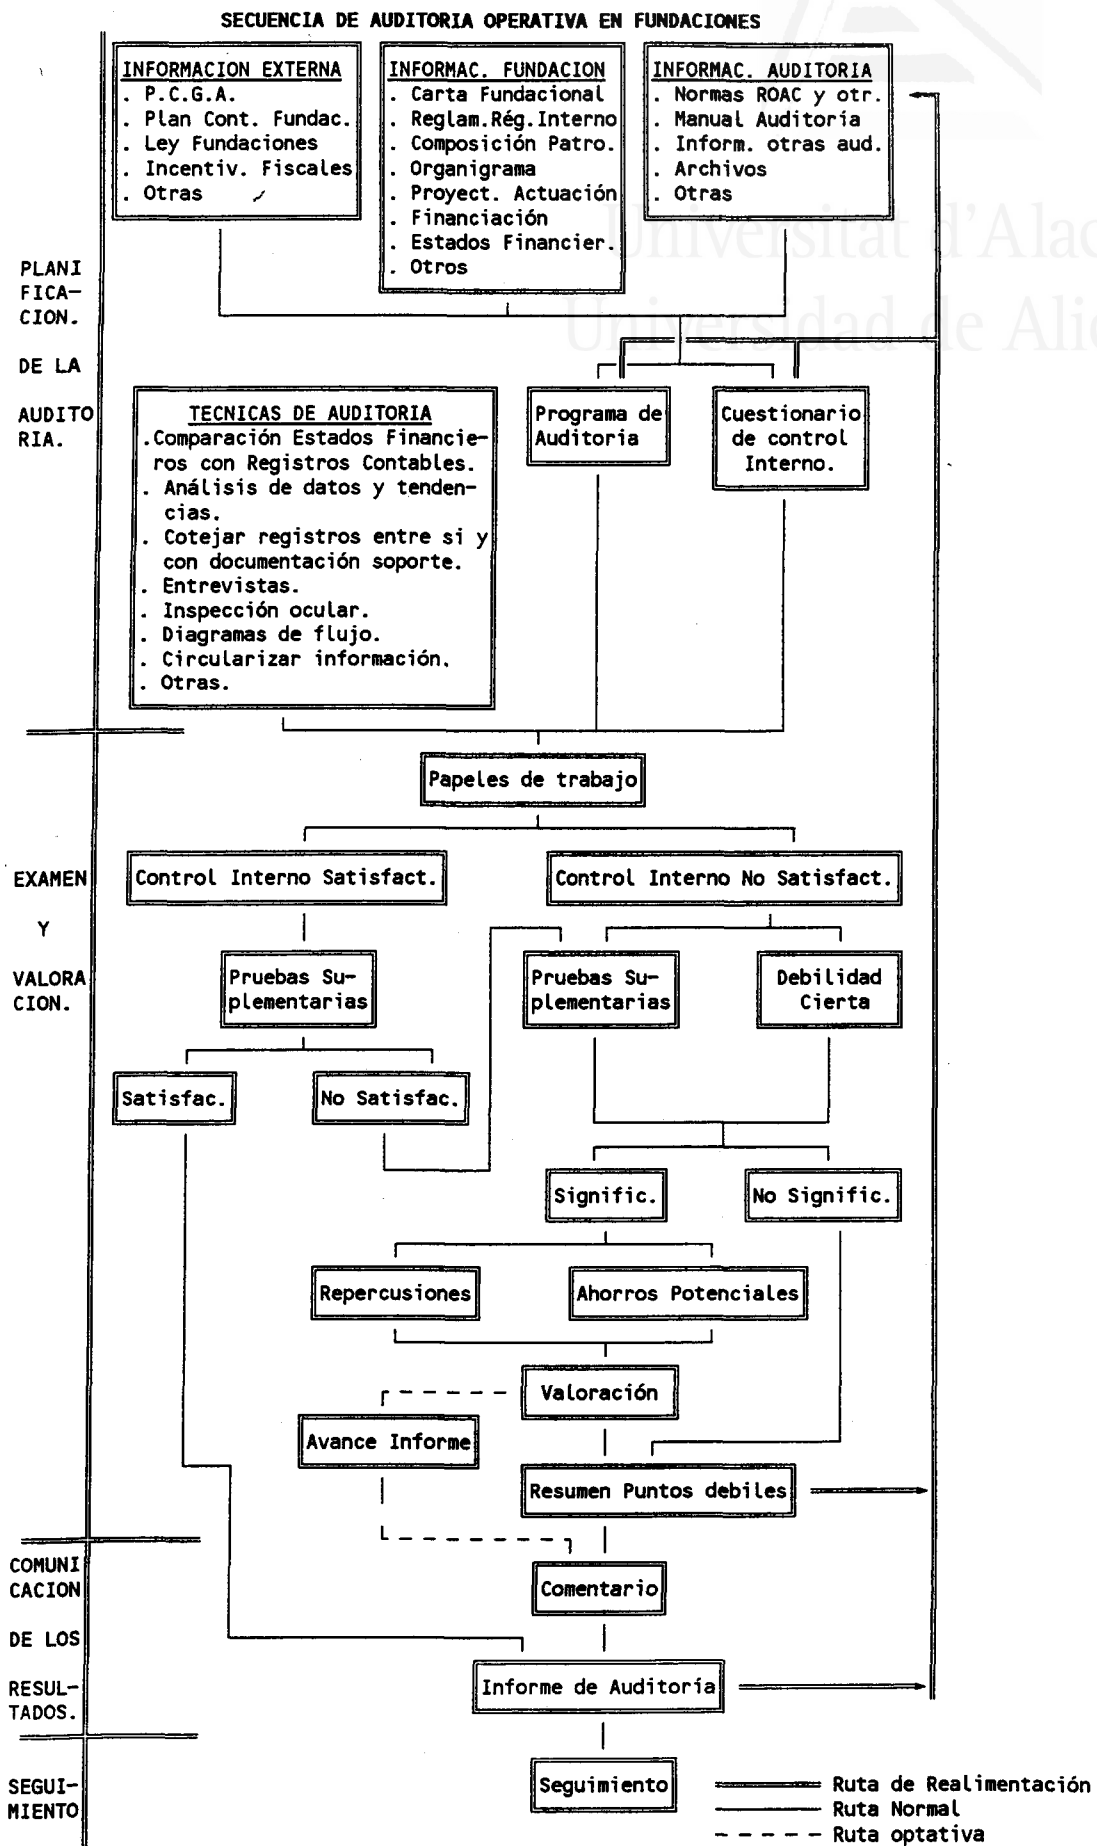 SECUENCIA DE AUDITORIA OPERATIVA EN FUNDACIONES
INFORMACION EXTERNA
. P.C.G.A.
. Plan Cont. Fundac.
. Ley Fundaciones
. Incentiv. Fiscales
. Otras
INFORMAC. FUNDACION
. Carta Fundacional
. Reglam.Rég.Interno
. Composición Patro.
. Organigrama
. Proyect. Actuación
. Financiación
. Estados Financier.
. Otros
INFORMAC. AUDITORIA
. Normas ROAC y otr.
. Manual Auditoría
. Inform. otras aud.
. Archivos
. Otras
Universitat d'Alac
Universidad de Alic
PLANI
FICA-
CION.
DE LA
AUDITO
RIA.
TECNICAS DE AUDITORIA
.Comparación Estados Financie-
ros con Registros Contables.
. Análisis de datos y tenden-
cias.
. Cotejar registros entre si y
con documentación soporte.
. Entrevistas.
. Inspección ocular.
. Diagramas de flujo.
. Circularizar información.
. Otras.
Programa de
Auditoria
Cuestionario
de control
Interno.
Papeles de trabajo
EXAMEN
Y
VALORA
CION.
Control Interno Satisfact.
Control Interno No Satisfact.
Pruebas Su-
plementarias
Pruebas Su-
plementarias
Debilidad
Cierta
Satisfac.
No Satisfac.
Signific.
No Signific.
Repercusiones
Ahorros Potenciales
Valoración
Avance Informe
Resumen Puntos debiles
COMUNI
CACION
DE LOS
RESUL-
TADOS.
Comentario
Informe de Auditoría
SEGUI-
MIENTO
Seguimiento
Ruta de Realimentación
Ruta Normal
Ruta optativa